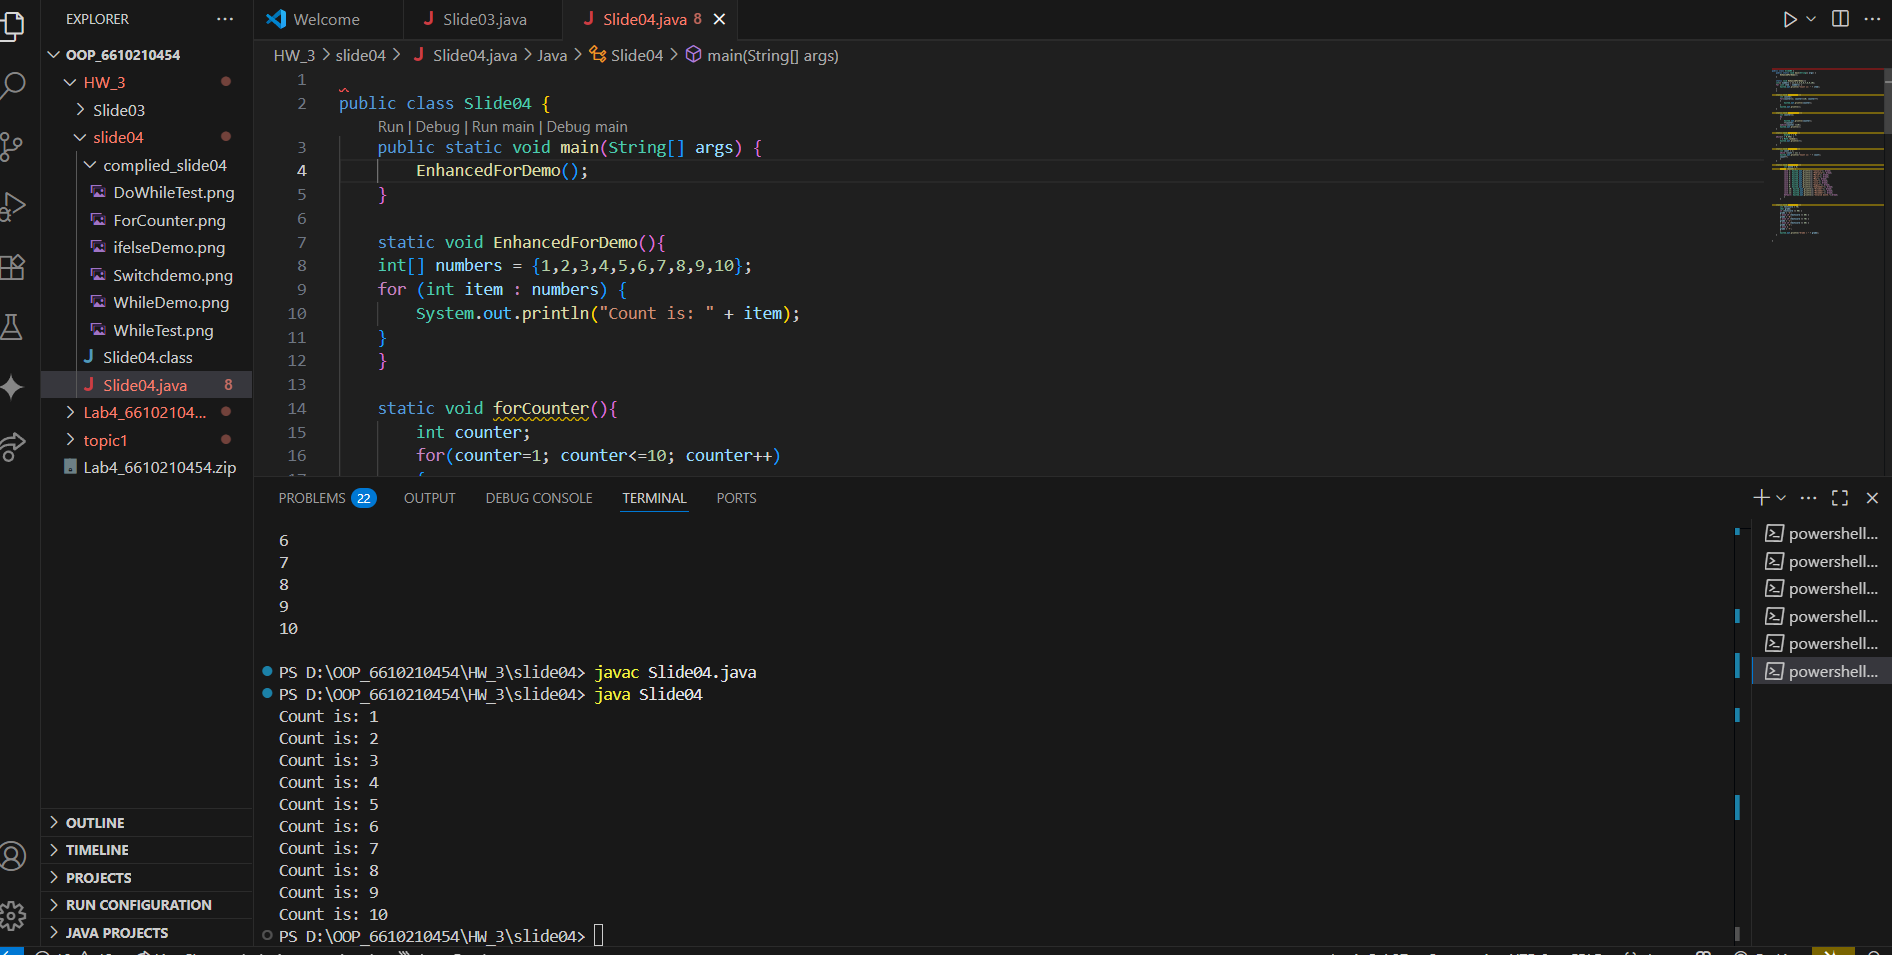 EXPLORER
OOP_6610210454
HW_3
Slide03
slide04
complied_slide04
DoWhileTest.png
ForCounter.png
ifelseDemo.png
Switchdemo.png
WhileDemo.png
WhileTest.png
Slide04.class
Slide04.java 8
Lab4_66102104...
topic1
Lab4_6610210454.zip
OUTLINE
TIMELINE
PROJECTS
RUN CONFIGURATION
JAVA PROJECTS
Welcome
Slide03.java
Slide04.java 8
HW_3 > slide04 > Slide04.java > Java > Slide04 > main(String[] args)
1
2 public class Slide04 {
Run | Debug | Run main | Debug main
3 public static void main(String[] args) {
4 EnhancedForDemo();
5 }
6
7 static void EnhancedForDemo(){
8 int[] numbers = {1,2,3,4,5,6,7,8,9,10};
9 for (int item : numbers) {
10 System.out.println("Count is: " + item);
11 }
12 }
13
14 static void forCounter(){
15 int counter;
16 for(counter=1; counter<=10; counter++)
PROBLEMS 22 OUTPUT DEBUG CONSOLE TERMINAL PORTS
6
7
8
9
10
PS D:\OOP_6610210454\HW_3\slide04> javac Slide04.java
PS D:\OOP_6610210454\HW_3\slide04> java Slide04
Count is: 1
Count is: 2
Count is: 3
Count is: 4
Count is: 5
Count is: 6
Count is: 7
Count is: 8
Count is: 9
Count is: 10
PS D:\OOP_6610210454\HW_3\slide04>
powershell...
powershell...
powershell...
powershell...
powershell...
powershell...